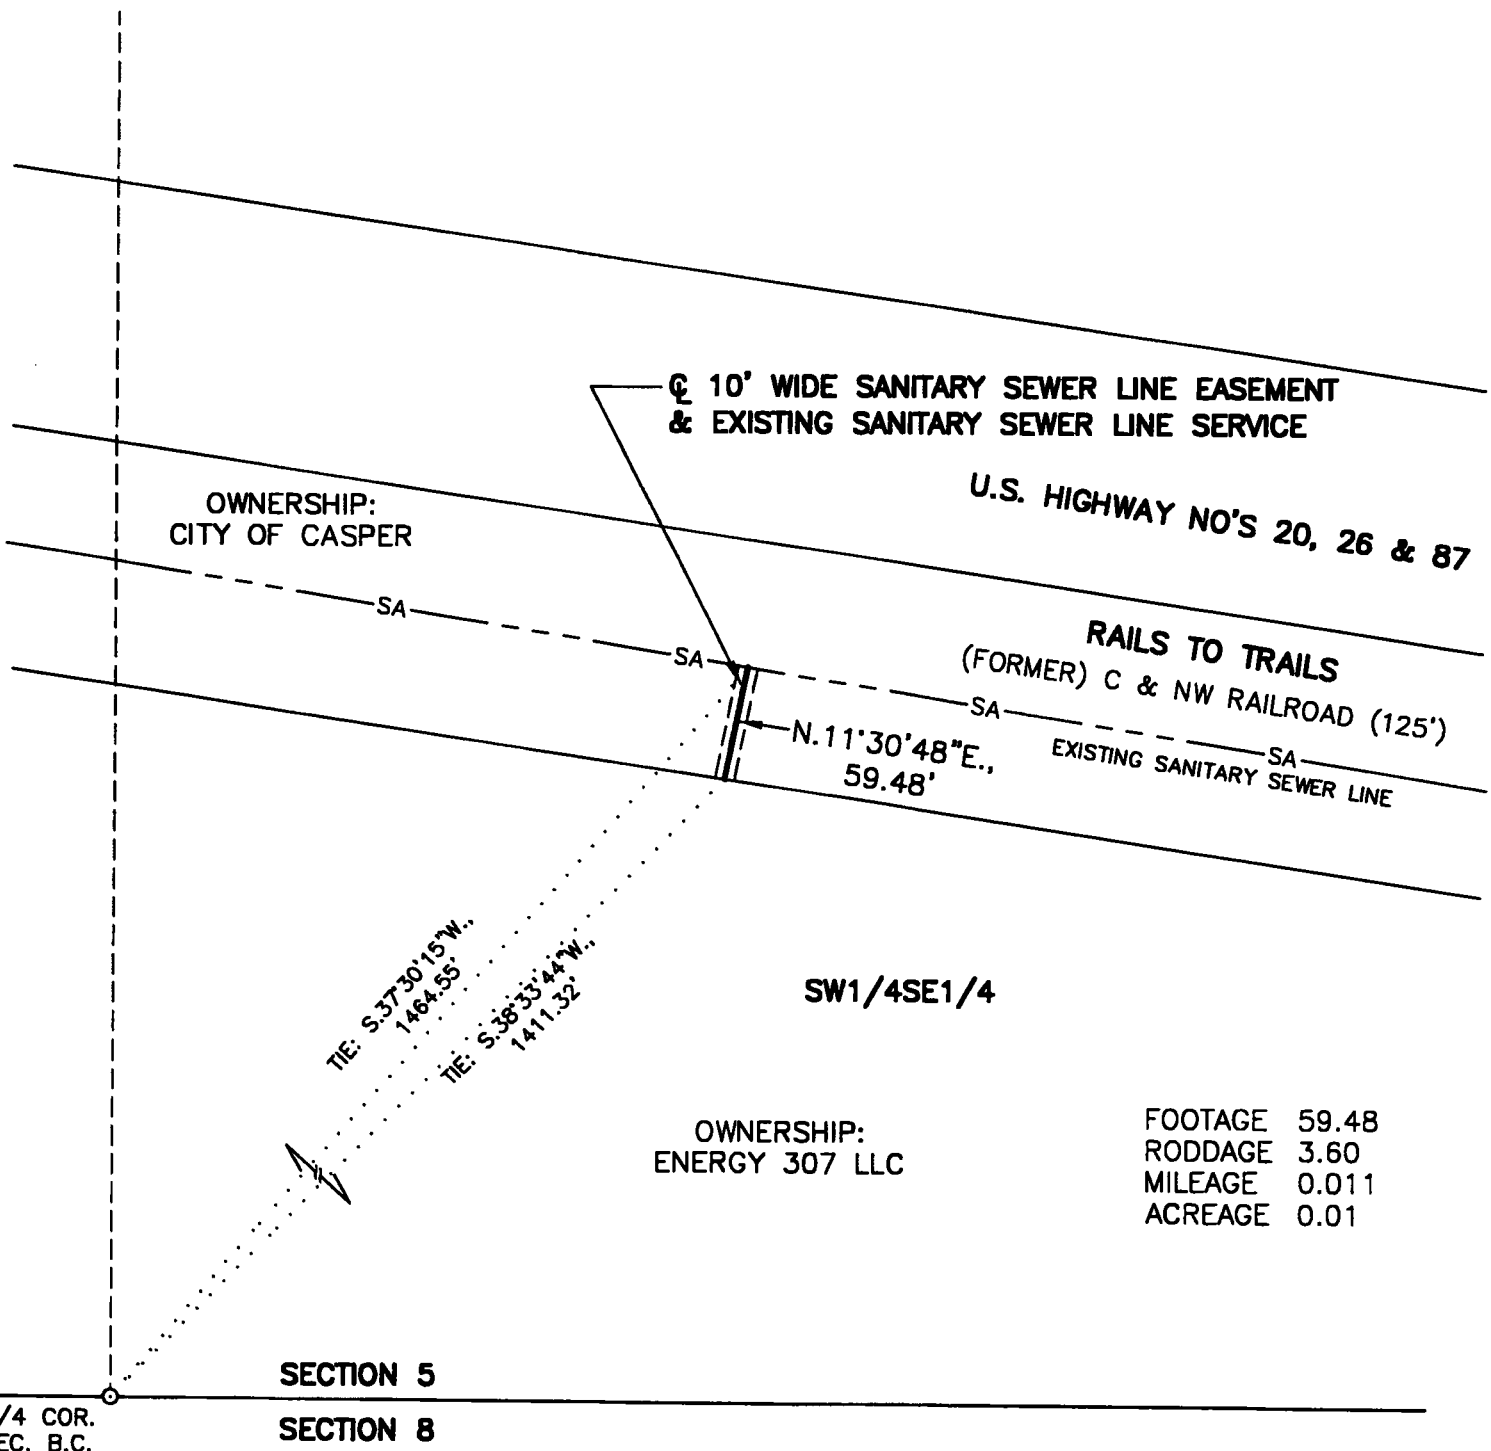 ℄ 10' WIDE SANITARY SEWER LINE EASEMENT
& EXISTING SANITARY SEWER LINE SERVICE
U.S. HIGHWAY NO'S 20, 26 & 87
OWNERSHIP:
CITY OF CASPER
SA
SA
RAILS TO TRAILS
(FORMER) C & NW RAILROAD (125')
SA
SA
EXISTING SANITARY SEWER LINE
N.11°30'48"E.,
59.48'
TIE: S.37°30'15"W.,
1464.55'
TIE: S.38°33'44"W.,
1411.32'
SW1/4SE1/4
OWNERSHIP:
ENERGY 307 LLC
FOOTAGE 59.48
RODDAGE 3.60
MILEAGE 0.011
ACREAGE 0.01
SECTION 5
SECTION 8
/4 COR.
EC. B.C.